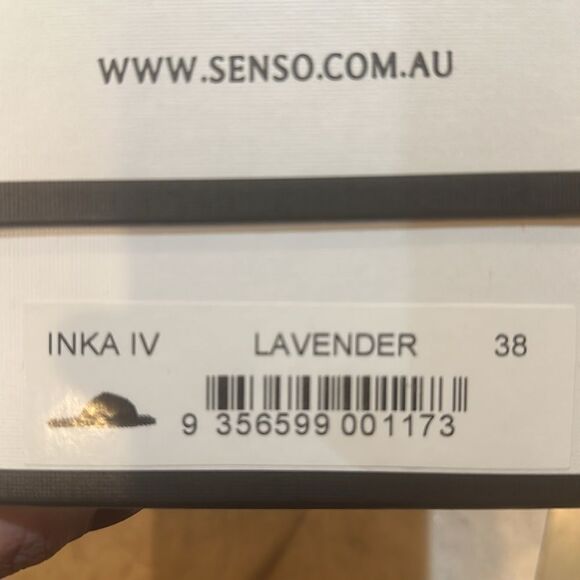 WWW.SENSO.COM.AU
INKA IV LAVENDER 38
9 356599 001173